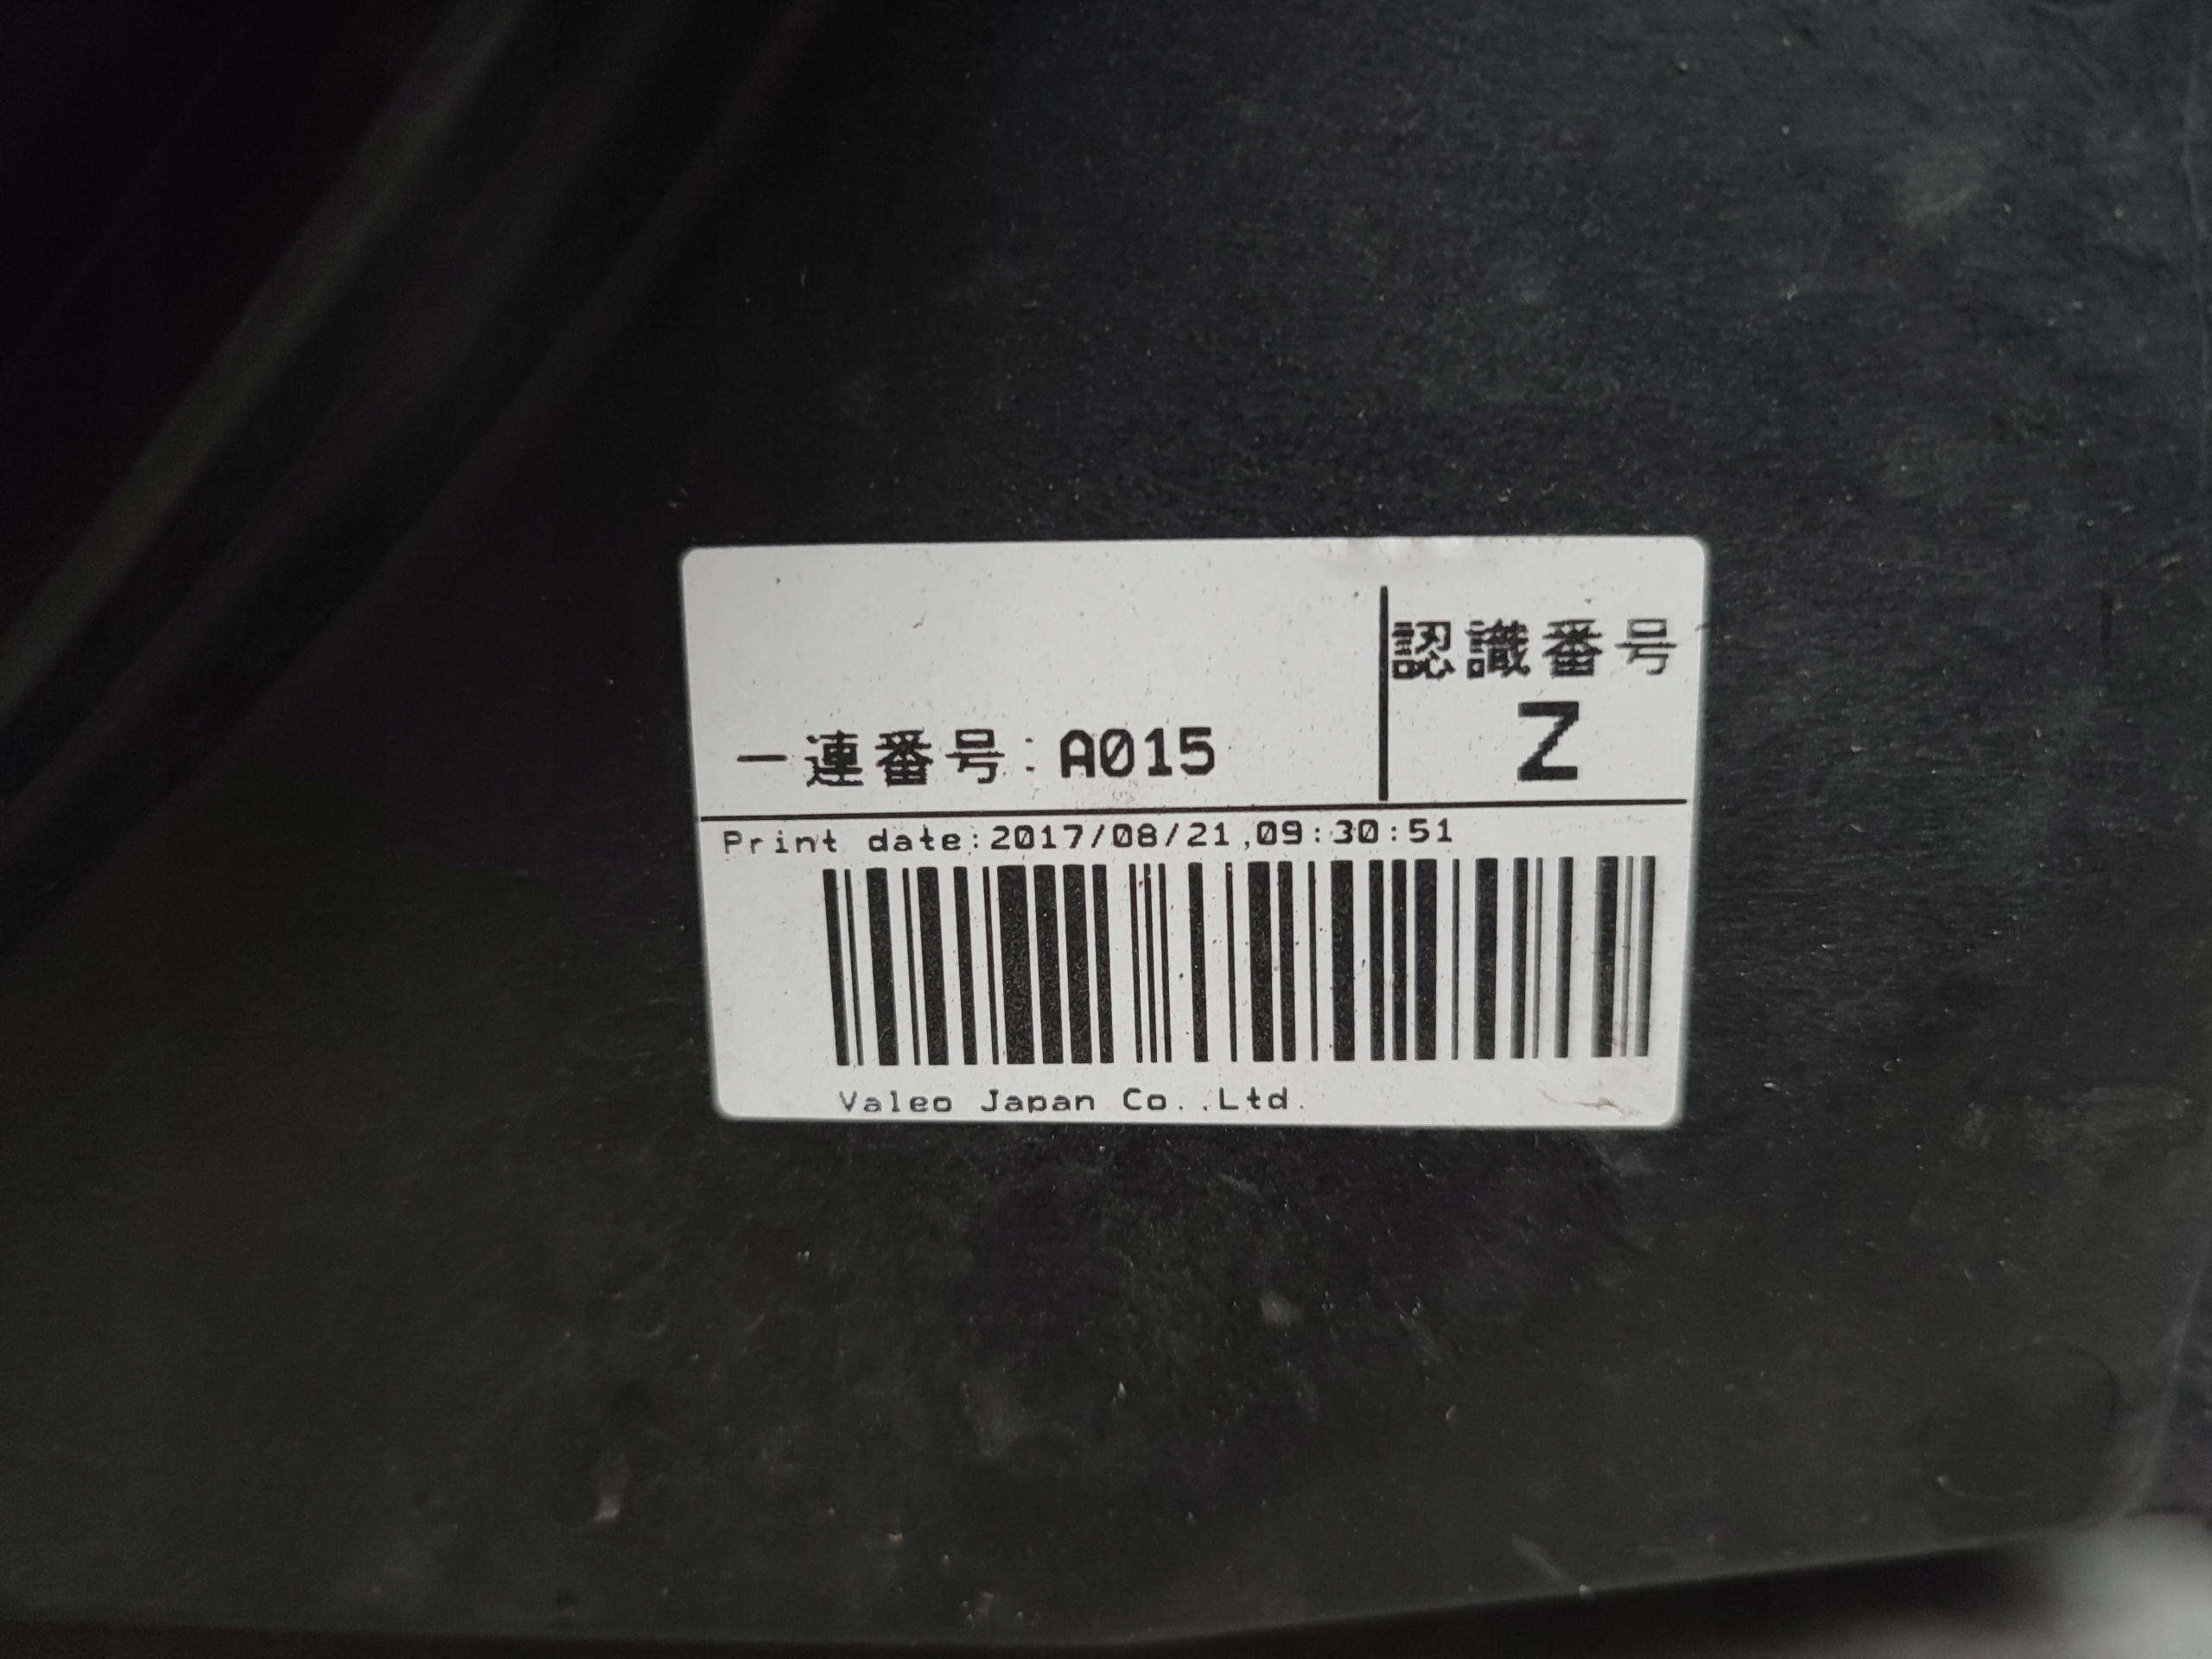 認識番号
Z
一連番号: A015
Print date:2017/08/21,09:30:51
Valeo Japan Co.,Ltd.